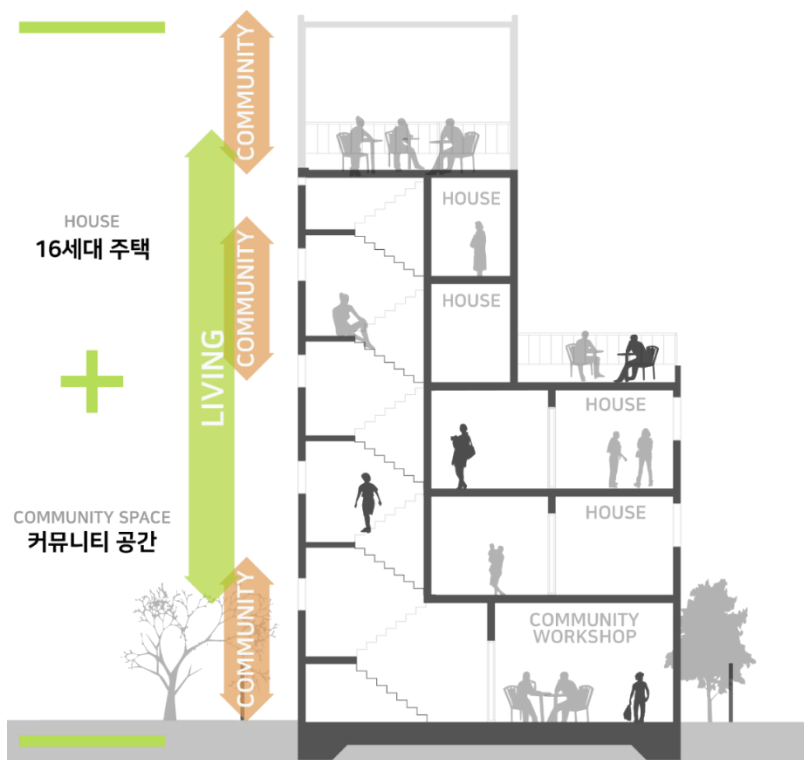 COMMUNITY
HOUSE
HOUSE
16세대 주택
COMMUNITY
HOUSE
LIVING
HOUSE
COMMUNITY SPACE
커뮤니티 공간
HOUSE
COMMUNITY
COMMUNITY
WORKSHOP